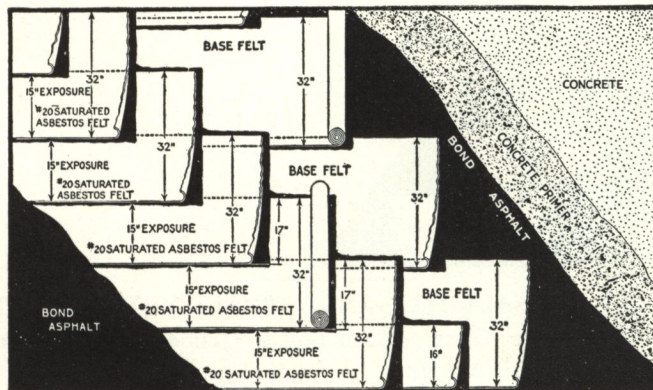 BASE FELT
32"
32"
32"
CONCRETE
15" EXPOSURE
#20 SATURATED
ASBESTOS FELT
32"
15" EXPOSURE
#20 SATURATED
ASBESTOS FELT
BOND ASPHALT
CONCRETE PRIMER
BASE FELT
32"
32"
15" EXPOSURE
#20 SATURATED ASBESTOS FELT
17"
32"
15" EXPOSURE
#20 SATURATED ASBESTOS FELT
17"
BASE FELT
32"
32"
16"
BOND
ASPHALT
15" EXPOSURE
#20 SATURATED ASBESTOS FELT